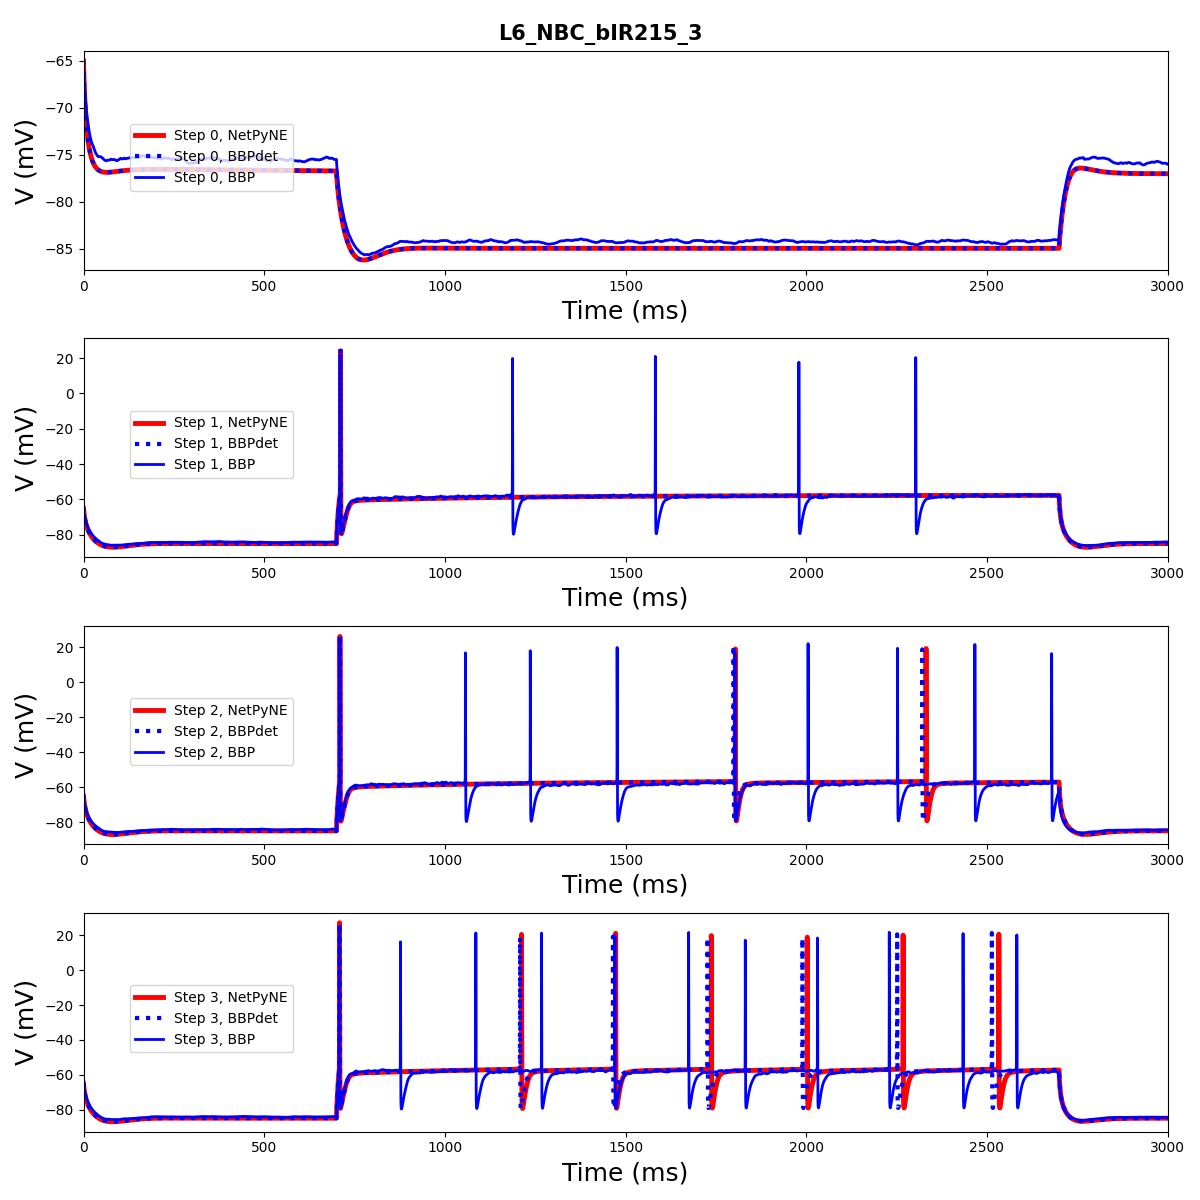 L6_NBC_bIR215_3
V (mV)
−65
−70
−75
−80
−85
Step 0, NetPyNE
Step 0, BBPdet
Step 0, BBP
0 500 1000 1500 2000 2500 3000
Time (ms)
V (mV)
20
0
−20
−40
−60
−80
Step 1, NetPyNE
Step 1, BBPdet
Step 1, BBP
0 500 1000 1500 2000 2500 3000
Time (ms)
V (mV)
20
0
−20
−40
−60
−80
Step 2, NetPyNE
Step 2, BBPdet
Step 2, BBP
0 500 1000 1500 2000 2500 3000
Time (ms)
V (mV)
20
0
−20
−40
−60
−80
Step 3, NetPyNE
Step 3, BBPdet
Step 3, BBP
0 500 1000 1500 2000 2500 3000
Time (ms)